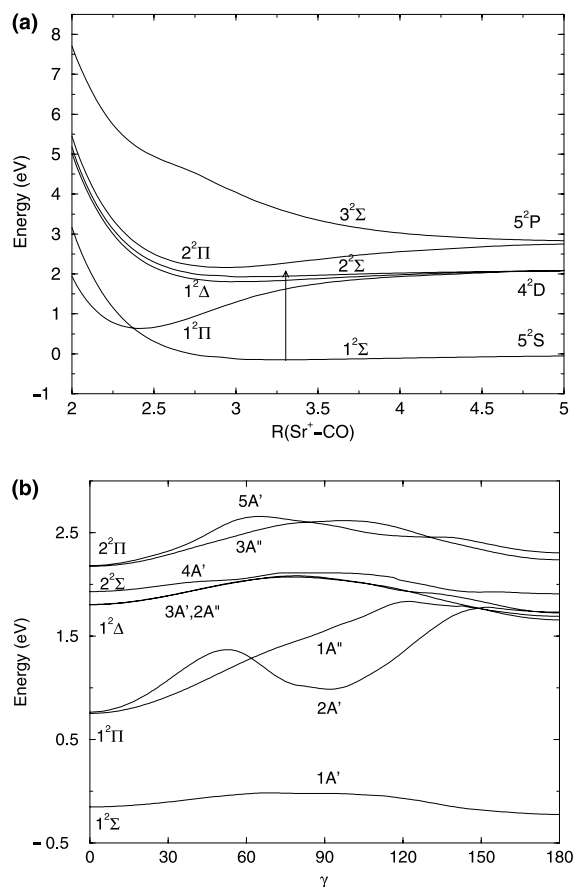 (a)
8
7
6
5
4
3
2
1
0
−1
Energy (eV)
3²Σ
5²P
2²Π
2²Σ
1²Δ
4²D
1²Π
1²Σ
5²S
2 2.5 3 3.5 4 4.5 5
R(Sr⁺−CO)
(b)
2.5
1.5
0.5
−0.5
Energy (eV)
5A'
2²Π
3A"
4A'
2²Σ
3A',2A"
1²Δ
1A"
1²Π
2A'
1A'
1²Σ
0 30 60 90 120 150 180
γ